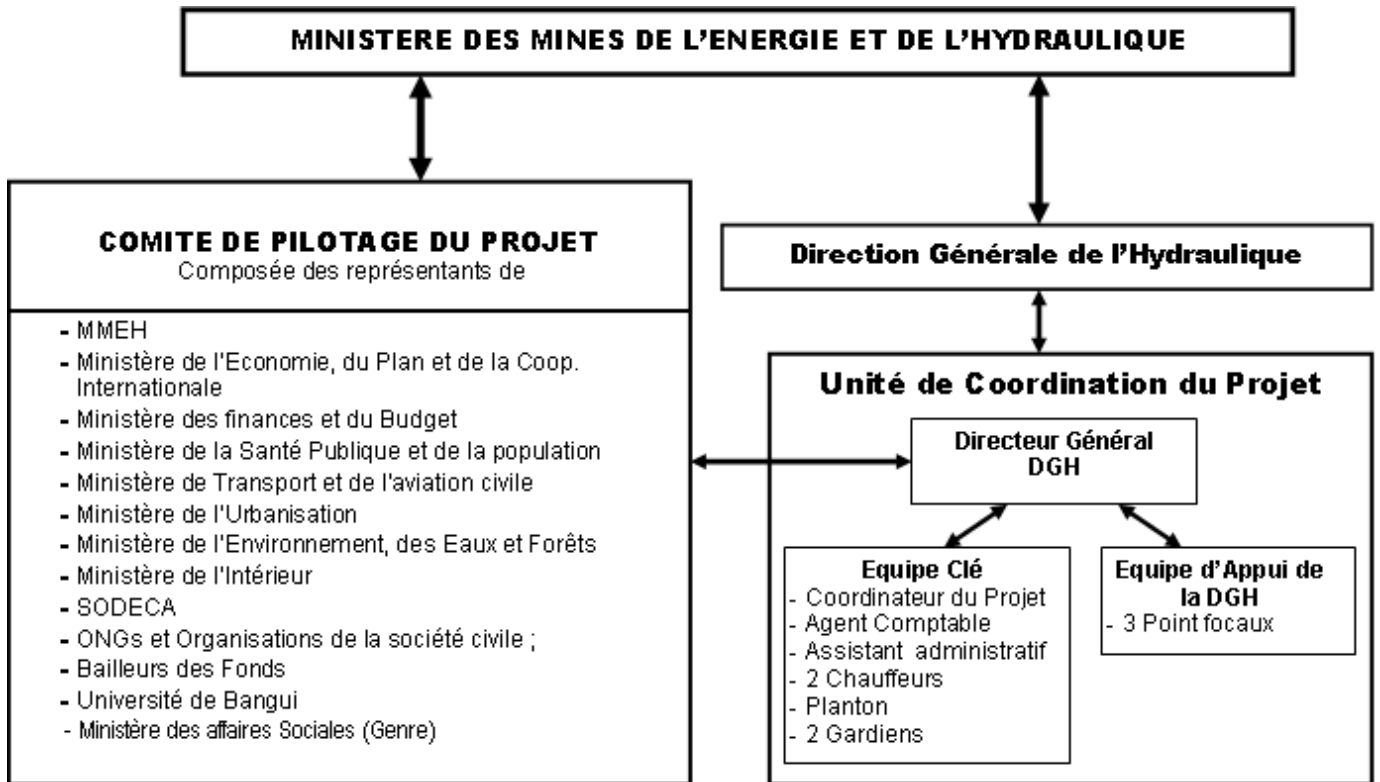 MINISTERE DES MINES DE L'ENERGIE ET DE L'HYDRAULIQUE
COMITE DE PILOTAGE DU PROJET
Composée des représentants de
- MMEH
- Ministère de l'Economie, du Plan et de la Coop.
Internationale
- Ministère des finances et du Budget
- Ministère de la Santé Publique et de la population
- Ministère de Transport et de l'aviation civile
- Ministère de l'Urbanisation
- Ministère de l'Environnement, des Eaux et Forêts
- Ministère de l'Intérieur
- SODECA
- ONGs et Organisations de la société civile ;
- Bailleurs des Fonds
- Université de Bangui
- Ministère des affaires Sociales (Genre)
Direction Générale de l'Hydraulique
Unité de Coordination du Projet
Directeur Général
DGH
Equipe Clé
- Coordinateur du Projet
- Agent Comptable
- Assistant administratif
- 2 Chauffeurs
- Planton
- 2 Gardiens
Equipe d'Appui de
la DGH
- 3 Point focaux